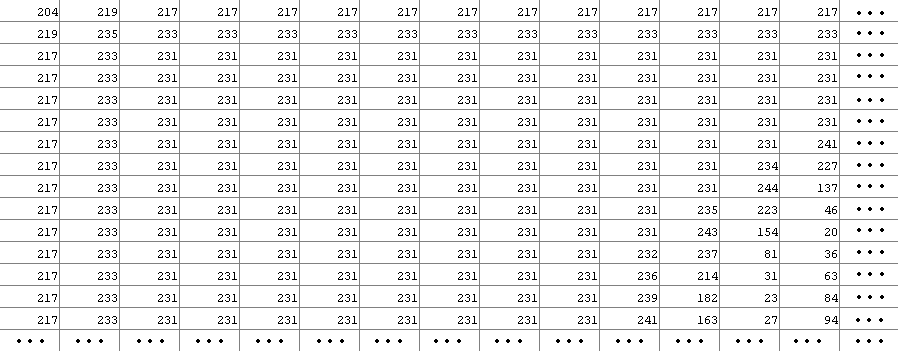 204 219 217 217 217 217 217 217 217 217 217 217 217 217 •••
219 235 233 233 233 233 233 233 233 233 233 233 233 233 •••
217 233 231 231 231 231 231 231 231 231 231 231 231 231 •••
217 233 231 231 231 231 231 231 231 231 231 231 231 231 •••
217 233 231 231 231 231 231 231 231 231 231 231 231 231 •••
217 233 231 231 231 231 231 231 231 231 231 231 231 231 •••
217 233 231 231 231 231 231 231 231 231 231 231 231 241 •••
217 233 231 231 231 231 231 231 231 231 231 231 234 227 •••
217 233 231 231 231 231 231 231 231 231 231 231 244 137 •••
217 233 231 231 231 231 231 231 231 231 231 235 223 46 •••
217 233 231 231 231 231 231 231 231 231 231 243 154 20 •••
217 233 231 231 231 231 231 231 231 231 232 237 81 36 •••
217 233 231 231 231 231 231 231 231 231 236 214 31 63 •••
217 233 231 231 231 231 231 231 231 231 239 182 23 84 •••
217 233 231 231 231 231 231 231 231 231 241 163 27 94 •••
••• ••• ••• ••• ••• ••• ••• ••• ••• ••• ••• ••• ••• ••• •••